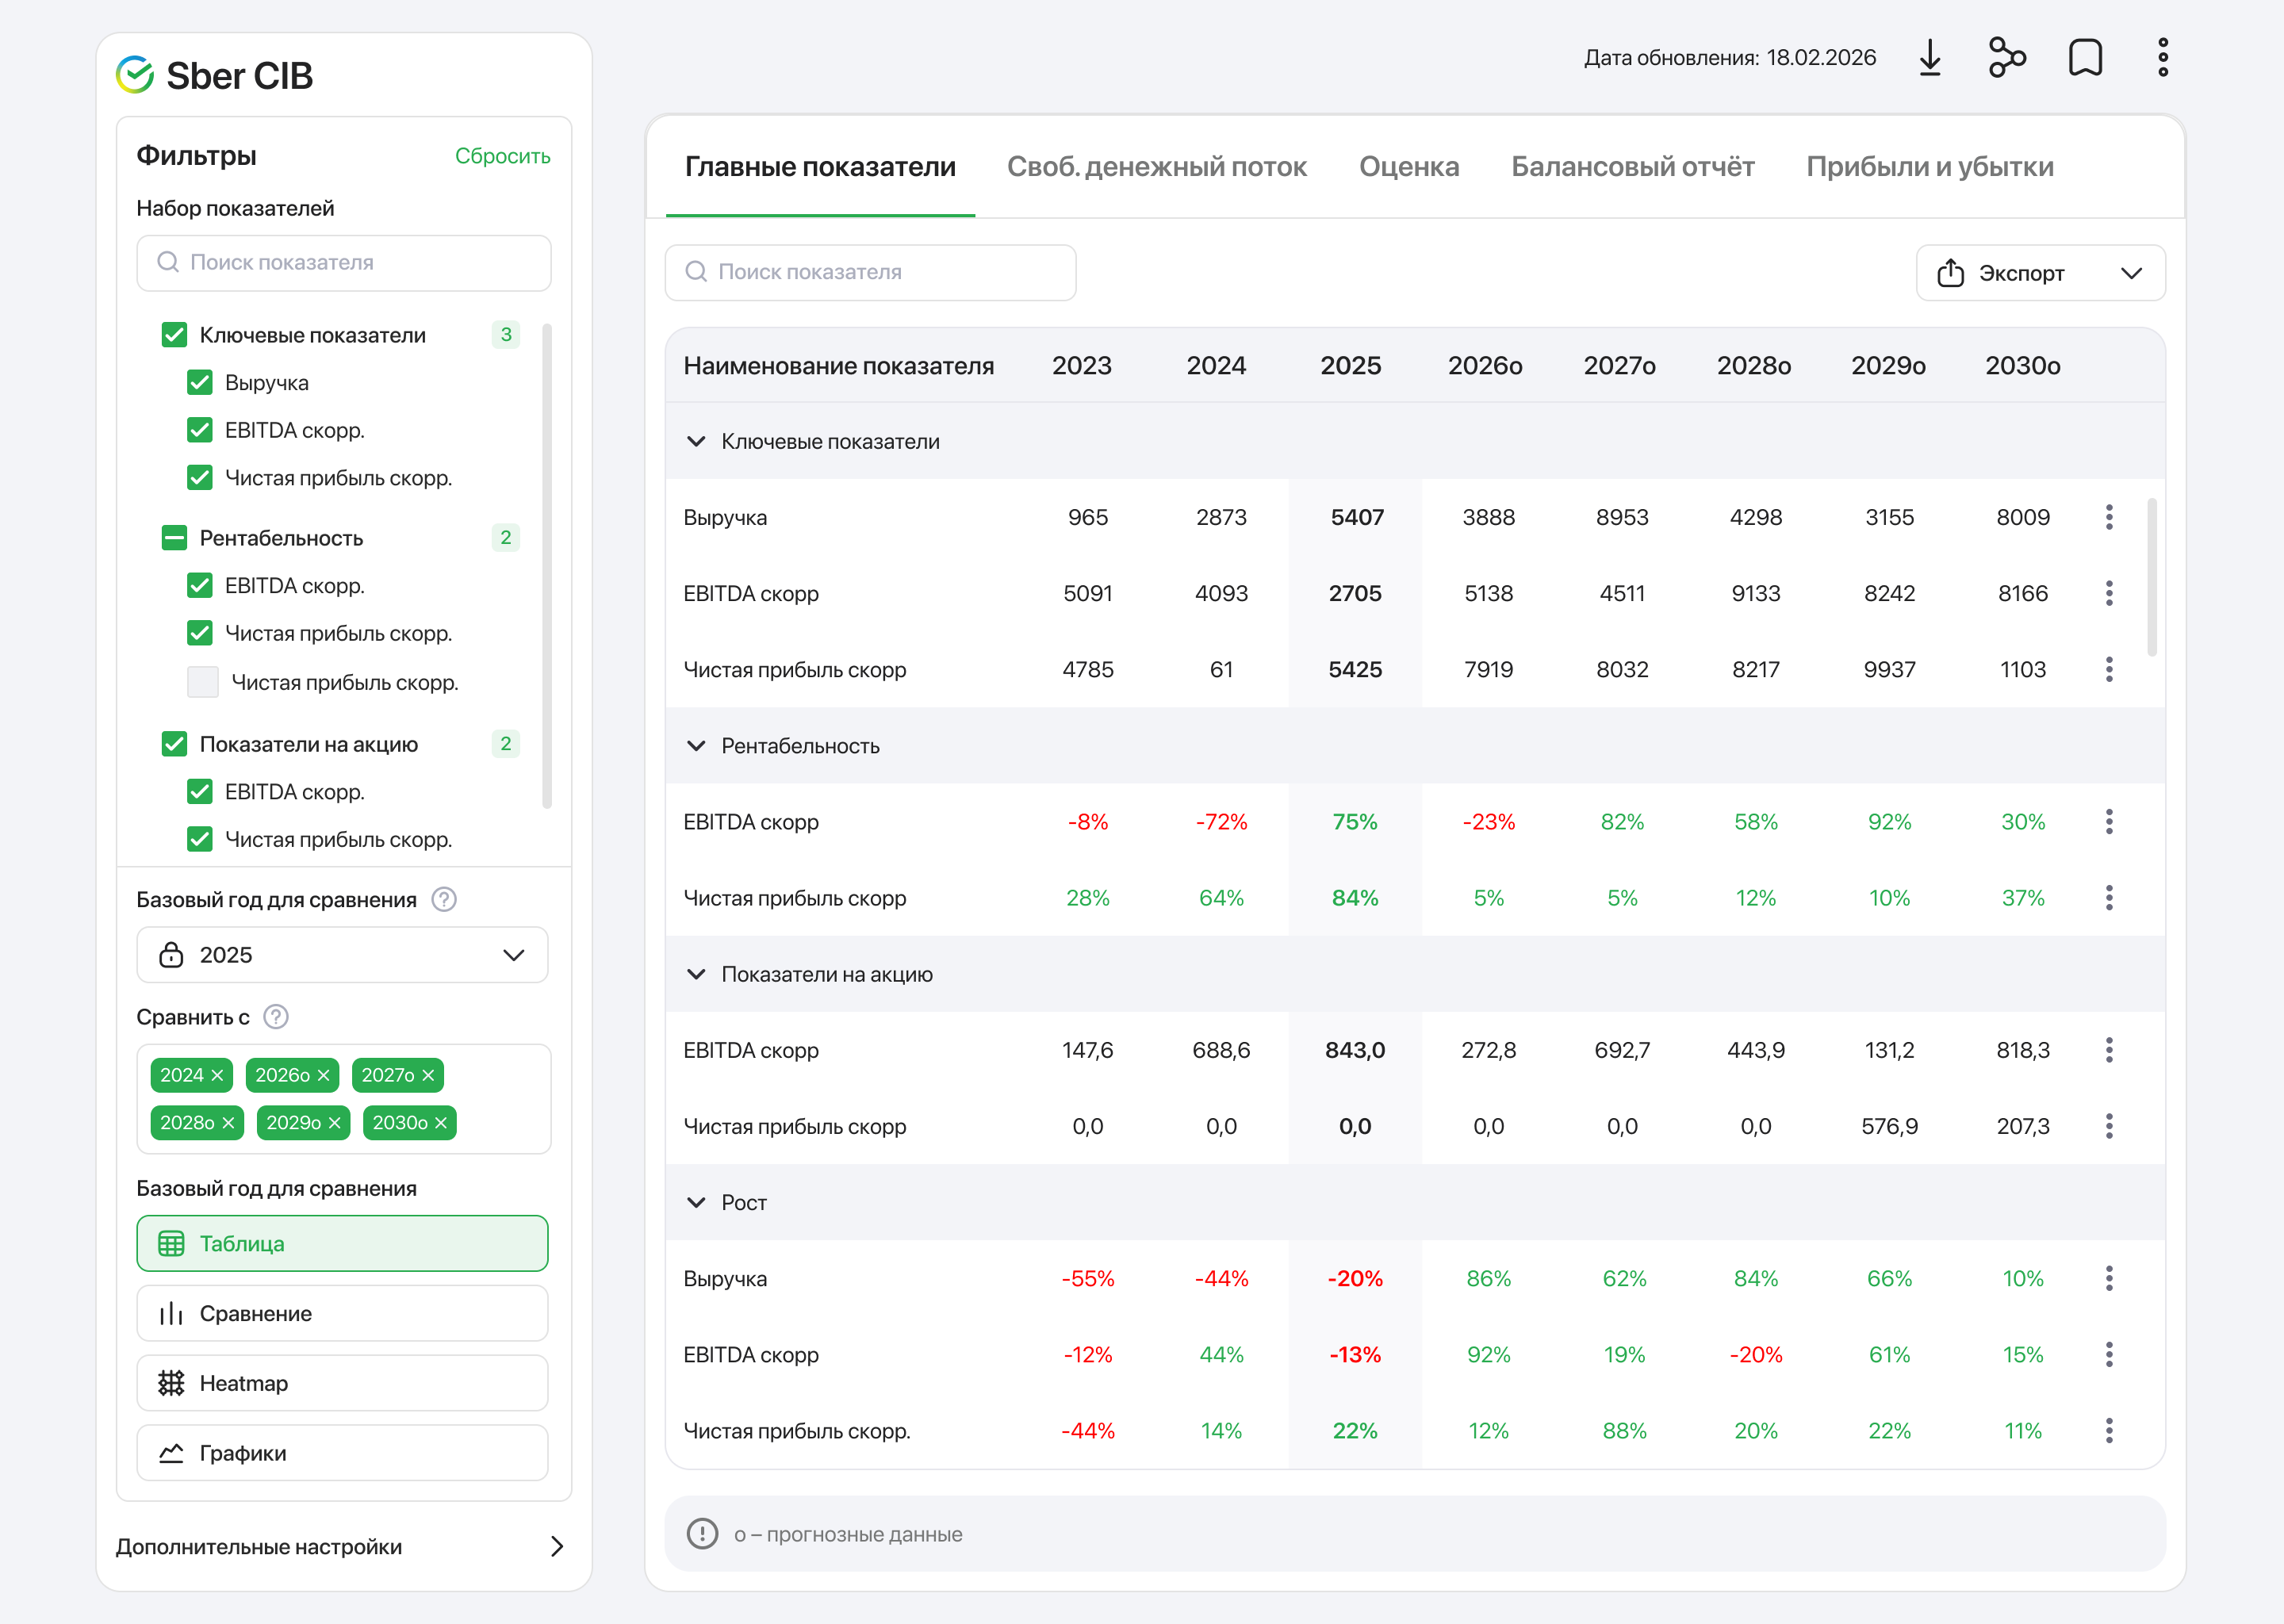 Sber CIB
Фильтры Сбросить
Набор показателей
Поиск показателя
Ключевые показатели 3
Выручка
EBITDA скорр.
Чистая прибыль скорр.
Рентабельность 2
EBITDA скорр.
Чистая прибыль скорр.
Чистая прибыль скорр.
Показатели на акцию 2
EBITDA скорр.
Чистая прибыль скорр.
Базовый год для сравнения ?
2025
Сравнить с ?
2024 2026о 2027о
2028о 2029о 2030о
Базовый год для сравнения
Таблица
Сравнение
Heatmap
Графики
Дополнительные настройки
Дата обновления: 18.02.2026
Главные показатели Своб. денежный поток Оценка Балансовый отчёт Прибыли и убытки
Поиск показателя Экспорт
Наименование показателя 2023 2024 2025 2026о 2027о 2028о 2029о 2030о
Ключевые показатели
Выручка 965 2873 5407 3888 8953 4298 3155 8009
EBITDA скорр 5091 4093 2705 5138 4511 9133 8242 8166
Чистая прибыль скорр 4785 61 5425 7919 8032 8217 9937 1103
Рентабельность
EBITDA скорр -8% -72% 75% -23% 82% 58% 92% 30%
Чистая прибыль скорр 28% 64% 84% 5% 5% 12% 10% 37%
Показатели на акцию
EBITDA скорр 147,6 688,6 843,0 272,8 692,7 443,9 131,2 818,3
Чистая прибыль скорр 0,0 0,0 0,0 0,0 0,0 0,0 576,9 207,3
Рост
Выручка -55% -44% -20% 86% 62% 84% 66% 10%
EBITDA скорр -12% 44% -13% 92% 19% -20% 61% 15%
Чистая прибыль скорр. -44% 14% 22% 12% 88% 20% 22% 11%
о – прогнозные данные